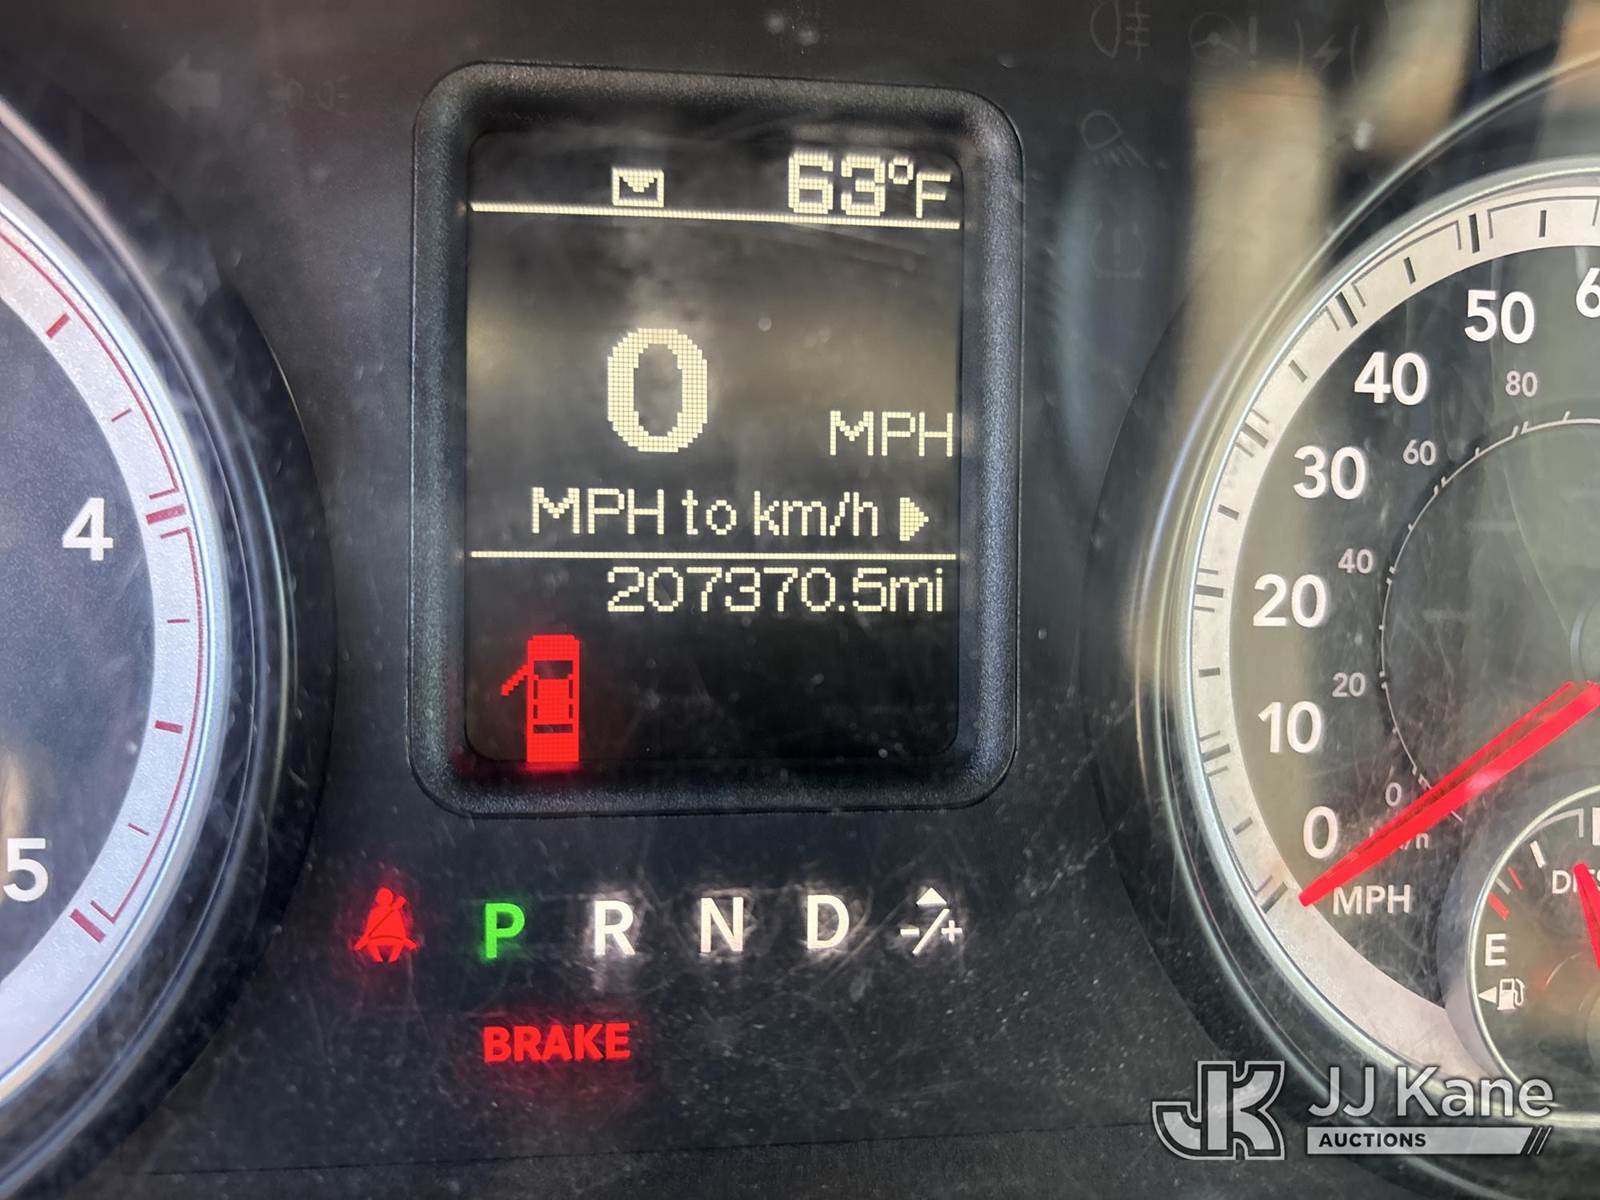 63°F
0
MPH
MPH to km/h
207370.5mi
4
5
P R N D -/+
BRAKE
50
40
80
30
60
20
40
10
20
0
0
MPH
E
JJ Kane
AUCTIONS
JK